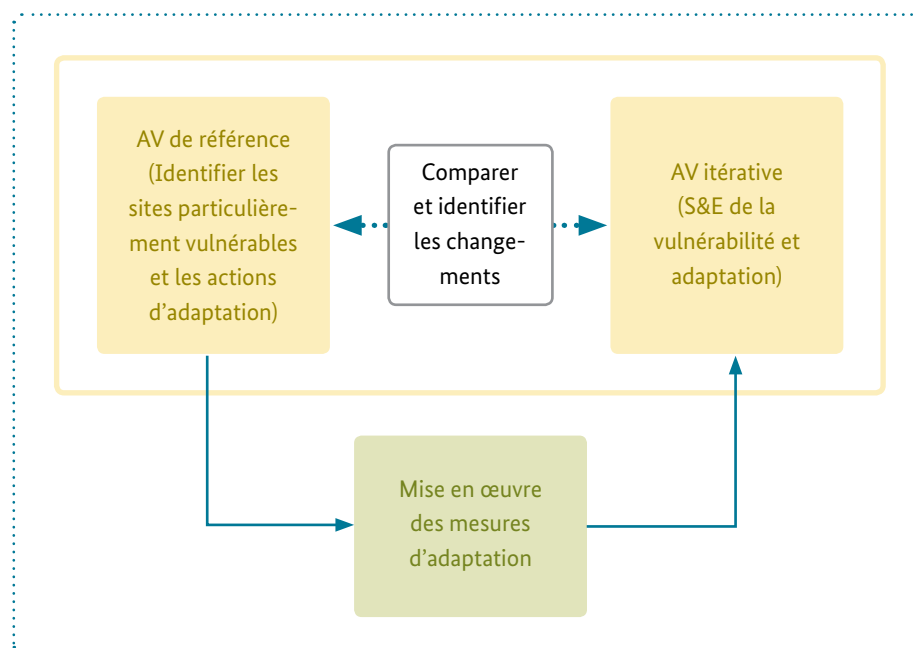 AV de référence
(Identifier les
sites particulière-
ment vulnérables
et les actions
d'adaptation)
Comparer
et identifier
les change-
ments
AV itérative
(S&E de la
vulnérabilité et
adaptation)
Mise en œuvre
des mesures
d'adaptation